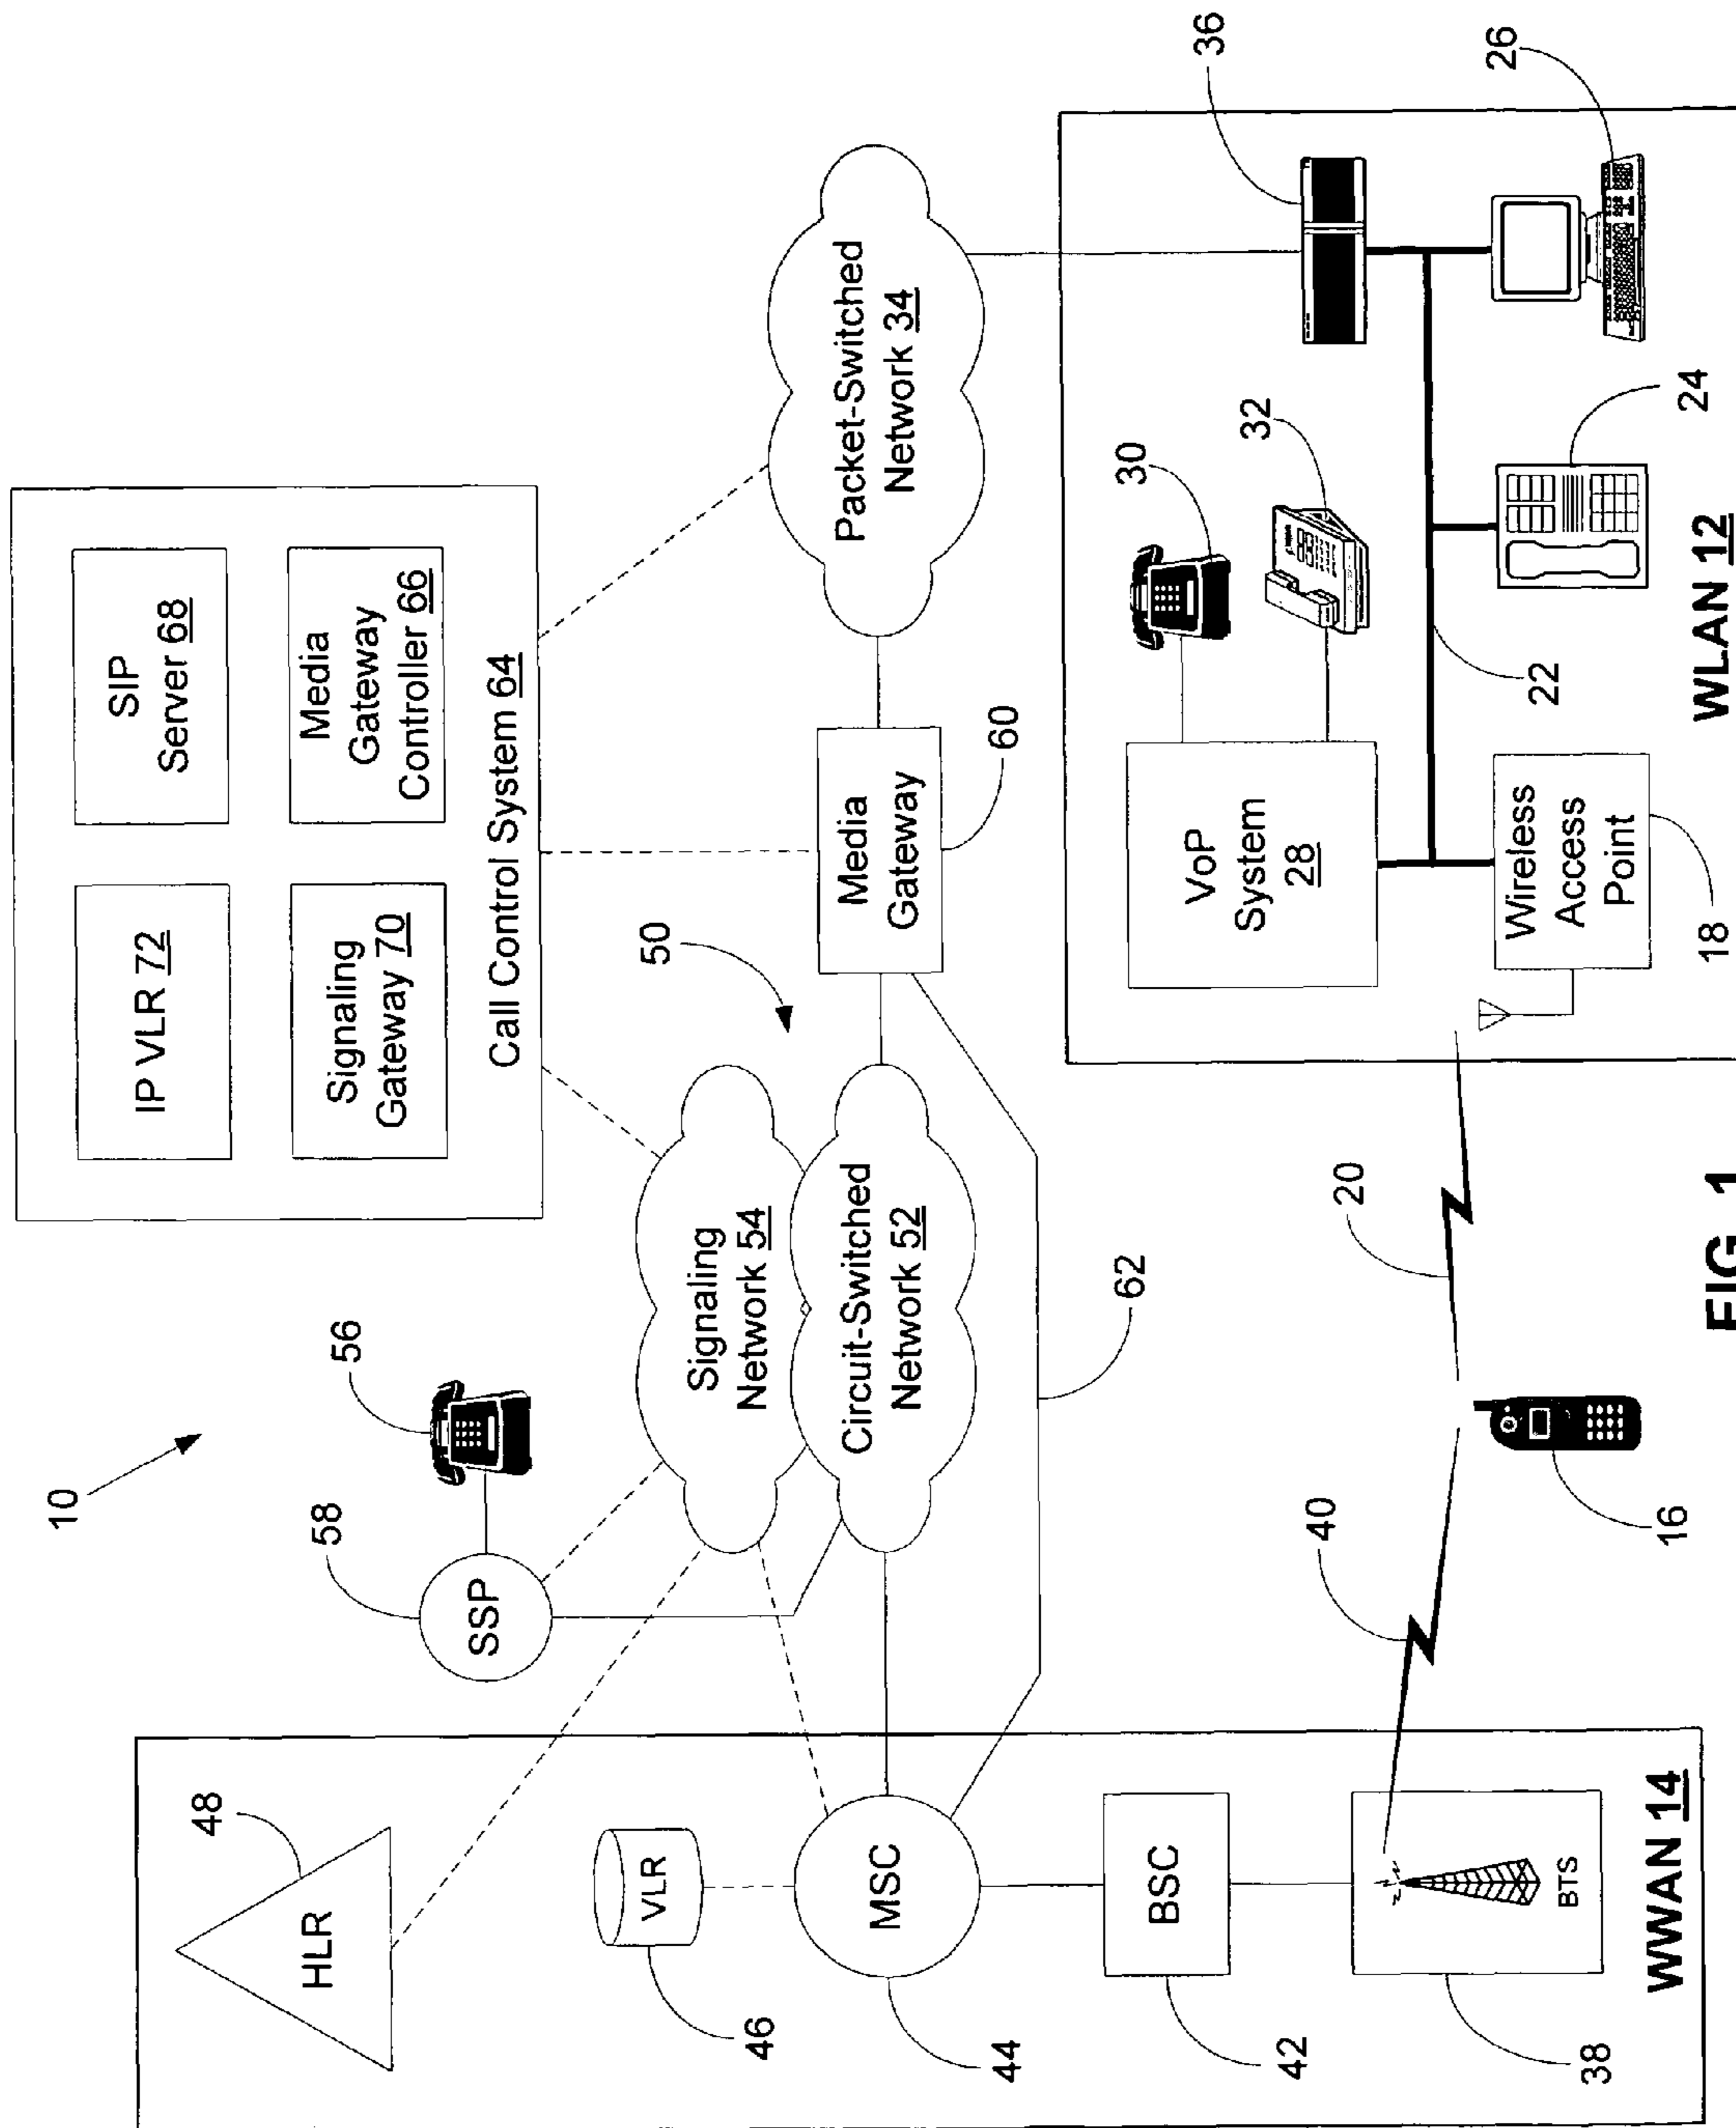 10
HLR
48
VLR
46
MSC
44
BSC
42
BTS
38
WWAN 14
SSP
58
56
Signaling
Network 54
Circuit-Switched
Network 52
50
62
40
20
16
IP VLR 72
SIP
Server 68
Signaling
Gateway 70
Media
Gateway
Controller 66
Call Control System 64
Media
Gateway
60
Packet-Switched
Network 34
36
VoP
System
28
30
32
22
24
26
Wireless
Access
Point
18
WLAN 12
FIG. 1